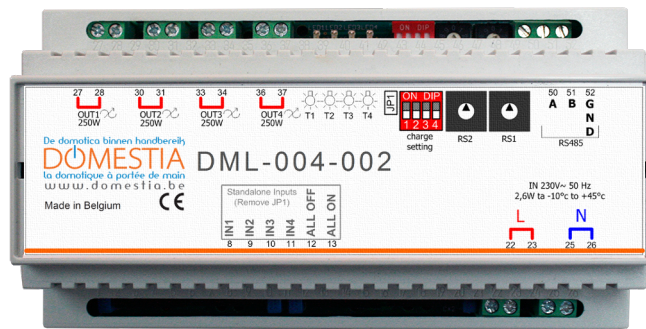 27 28 30 31 33 34 36 37
OUT1 OUT2 OUT3 OUT4
250W 250W 250W 250W
T1 T2 T3 T4
JP1
ON DIP
ON DIP
1 2 3 4
charge
setting
RS2 RS1
50 51 52
A B G
N
D
RS485
De domotica binnen handbereik
DOMESTIA
la domotique à portée de main
www.domestia.be
Made in Belgium
CE
DML-004-002
Standalone Inputs
(Remove JP1)
IN1 IN2 IN3 IN4 ALL OFF ALL ON
8 9 10 11 12 13
IN 230V~ 50 Hz
2,6W ta -10°c to +45°c
L N
22 23 25 26